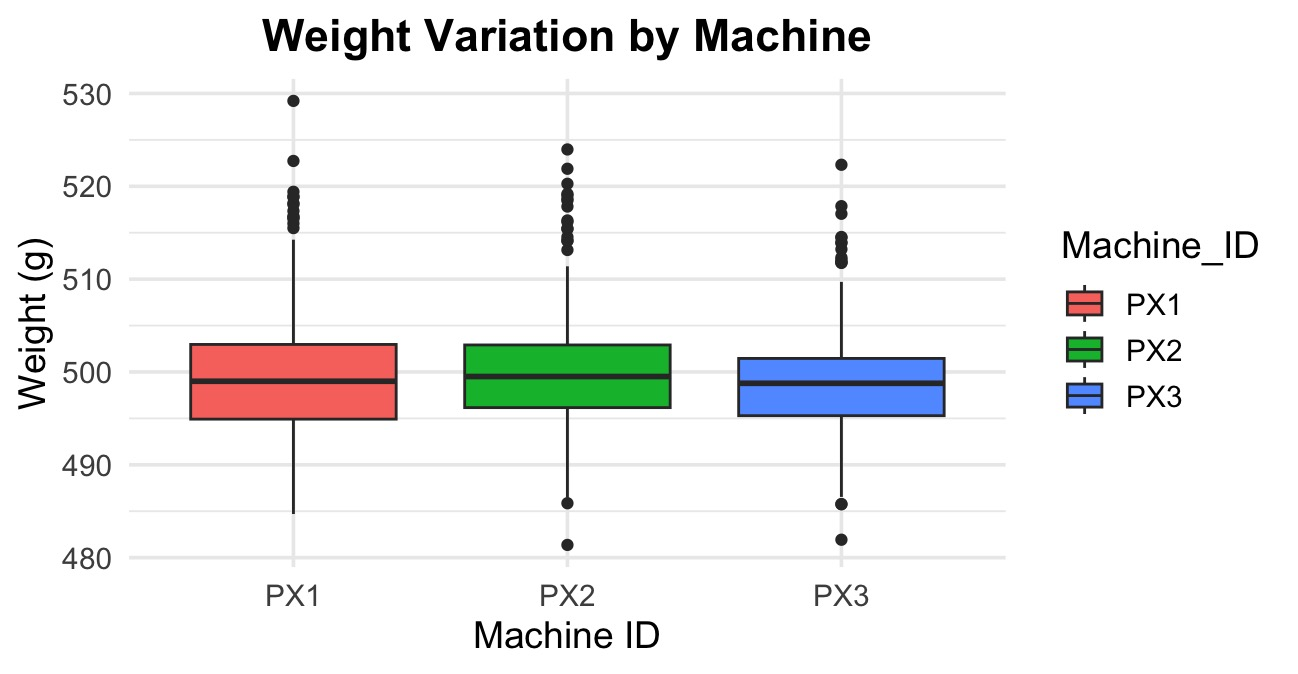 Weight Variation by Machine
530
520
510
500
490
480
Weight (g)
PX1 PX2 PX3
Machine ID
Machine_ID
PX1
PX2
PX3